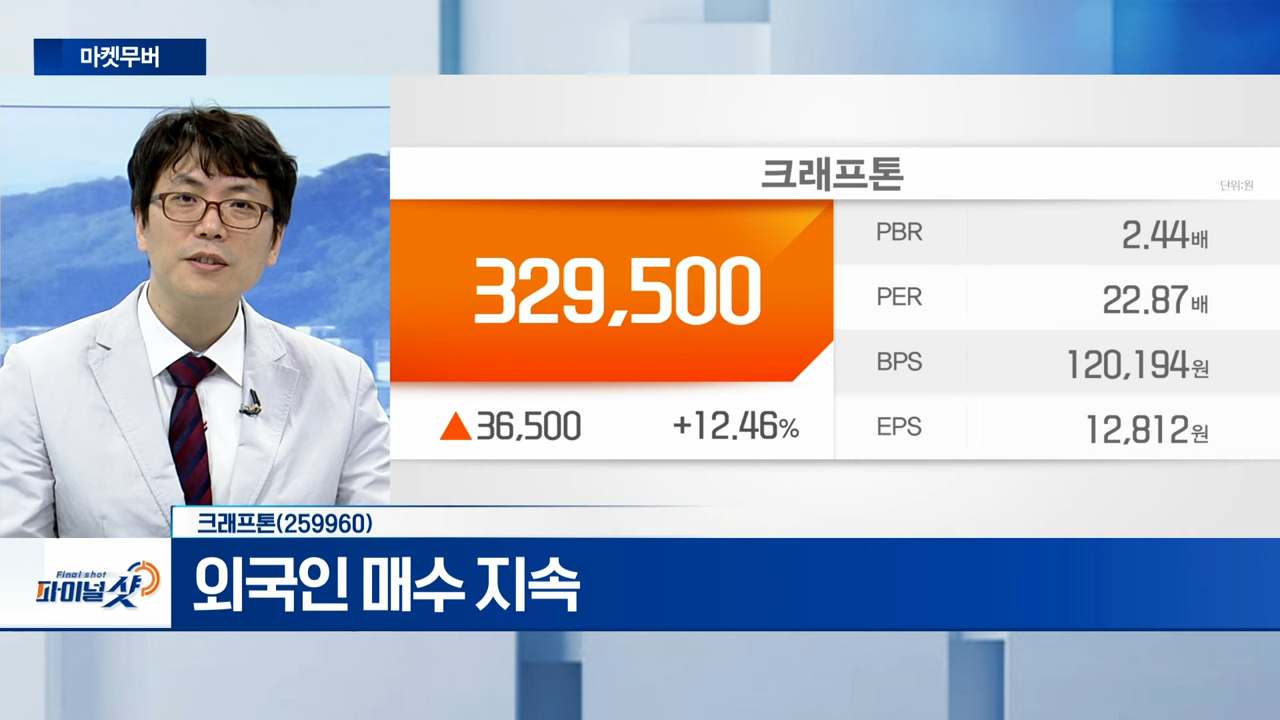 마켓무버
크래프톤
단위:원
329,500
▲36,500 +12.46%
PBR 2.44배
PER 22.87배
BPS 120,194원
EPS 12,812원
크래프톤(259960)
Final shot
파이널샷
외국인 매수 지속